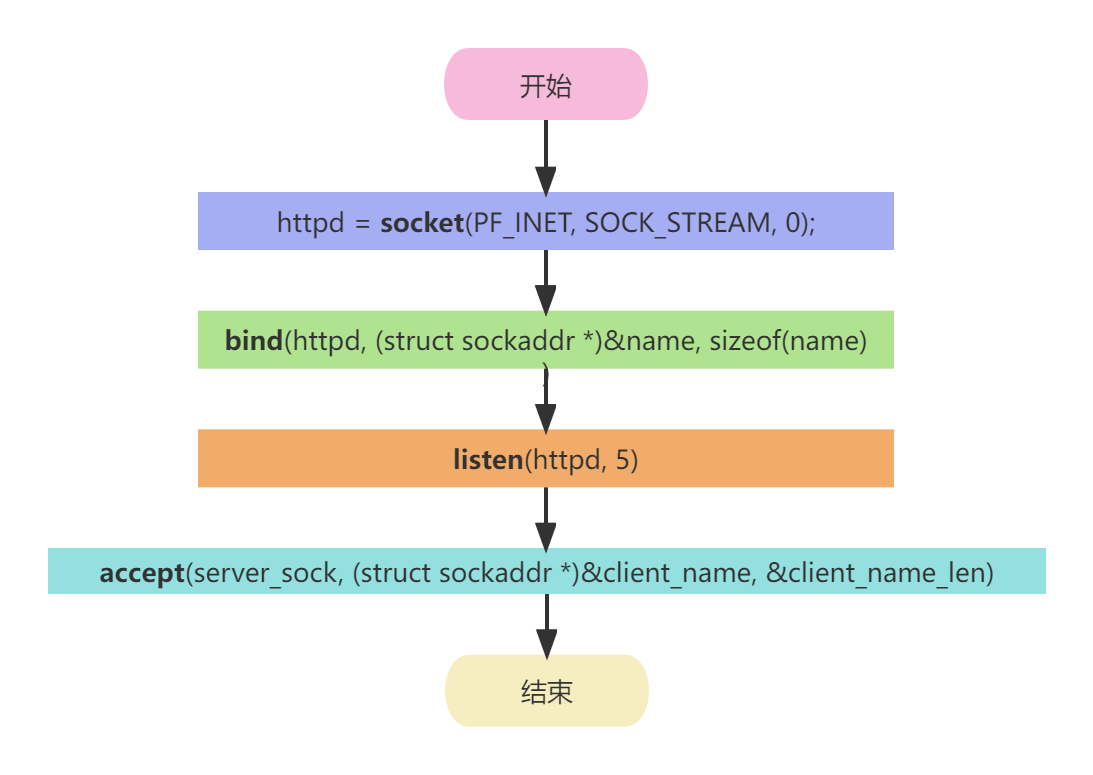 开始
httpd = socket(PF_INET, SOCK_STREAM, 0);
bind(httpd, (struct sockaddr *)&name, sizeof(name)
)
listen(httpd, 5)
accept(server_sock, (struct sockaddr *)&client_name, &client_name_len)
结束